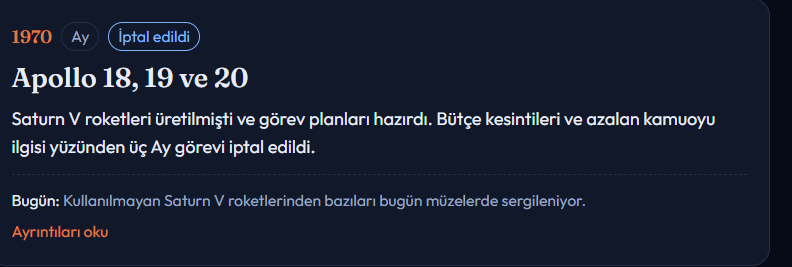 1970 Ay İptal edildi
Apollo 18, 19 ve 20
Saturn V roketleri üretilmişti ve görev planları hazırdı. Bütçe kesintileri ve azalan kamuoyu
ilgisi yüzünden üç Ay görevi iptal edildi.
Bugün: Kullanılmayan Saturn V roketlerinden bazıları bugün müzelerde sergileniyor.
Ayrıntıları oku